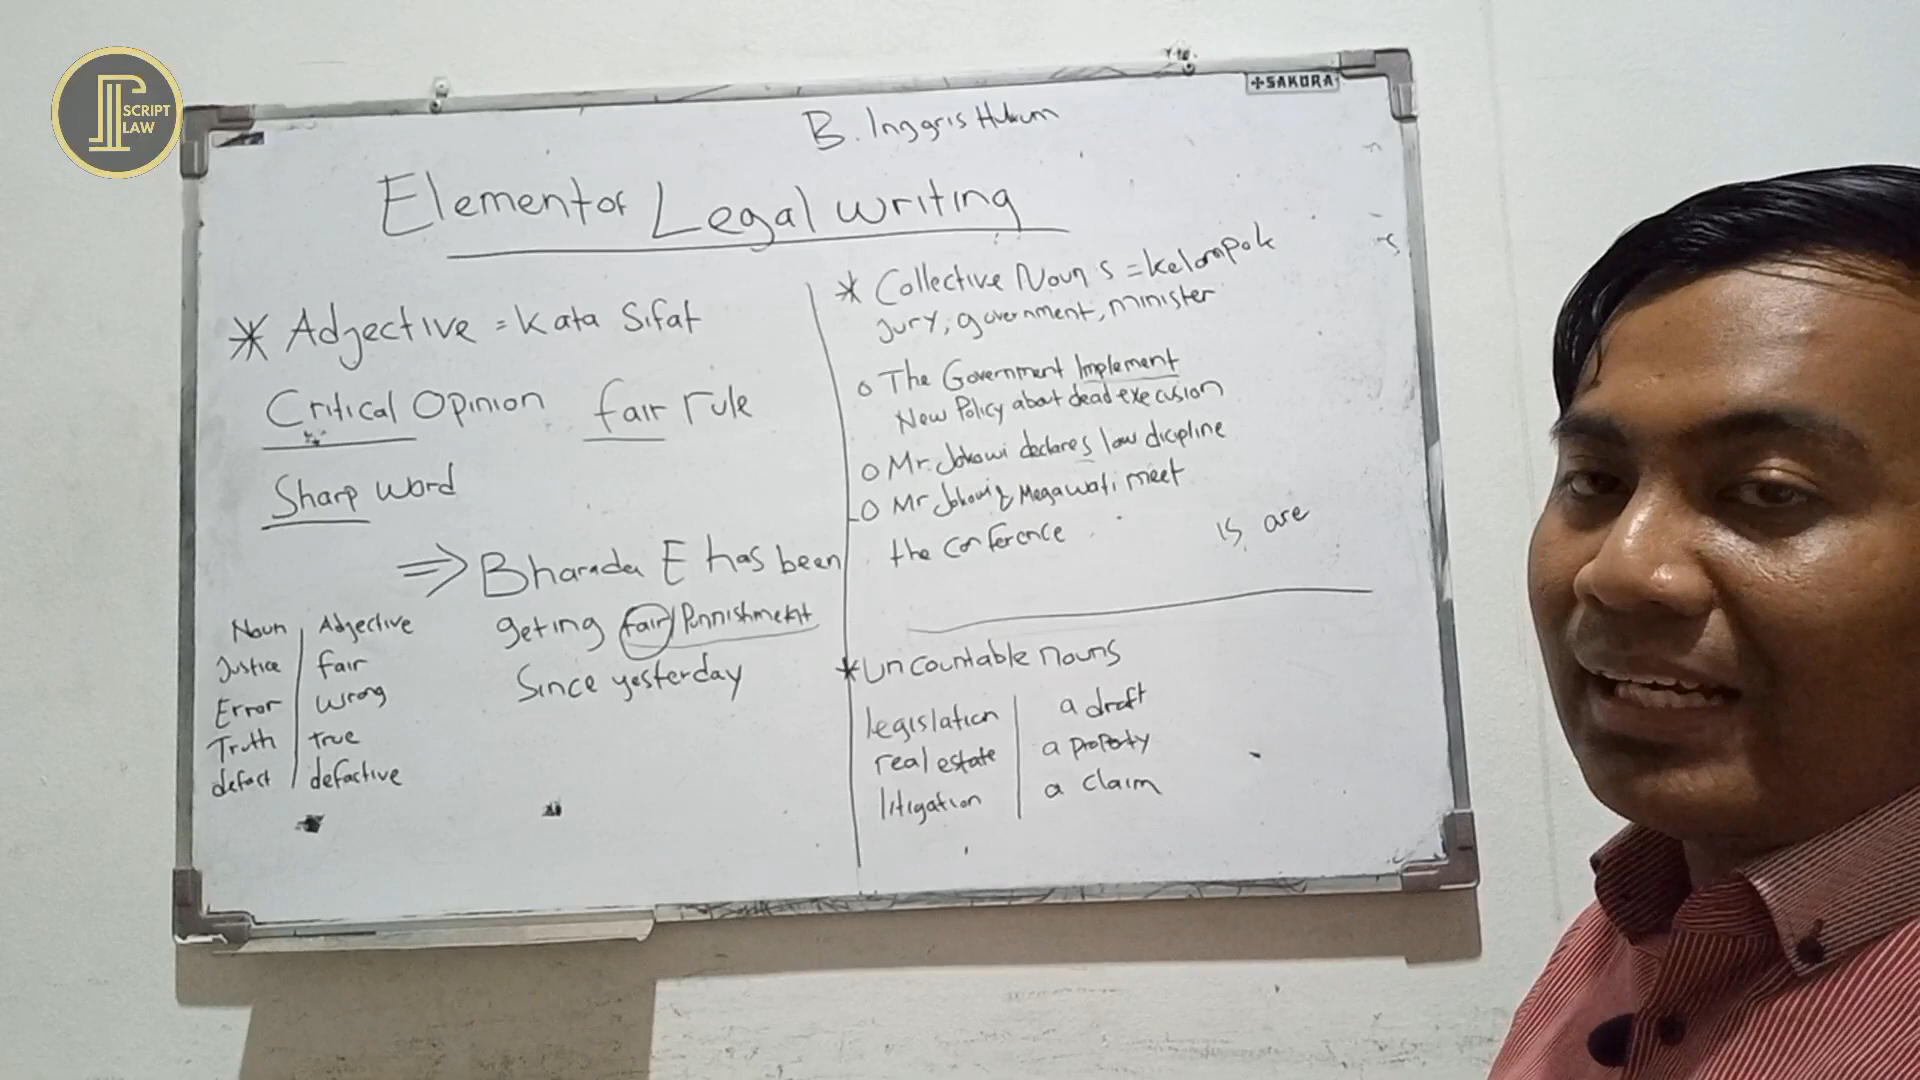 SCRIPT
LAW
SAKURA
B. Inggris Hukum
Element of Legal writing
* Adjective = Kata Sifat
Critical Opinion fair rule
Sharp word
⇒ Bharada E has been
geting fair Punnishment
Since yesterday
Noun | Adjective
Justice | fair
Error | wrong
Truth | true
defact | defactive
* Collective Nouns = Kelompok
Jury, government, minister
o The Government Implement
New Policy about dead execusion
o Mr. Jokowi declares law dicipline
o Mr Jokowi & Megawati meet
the conference
is are
* Uncountable nouns
legislation | a draft
real estate | a property
litigation | a claim